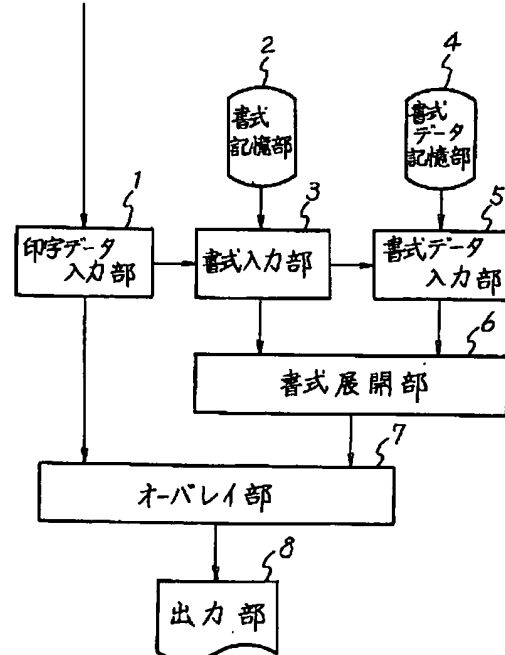 2
書式
記憶部
4
書式
データ
記憶部
1
印字データ
入力部
3
書式入力部
5
書式データ
入力部
6
書式展開部
7
オーバレイ部
8
出力部